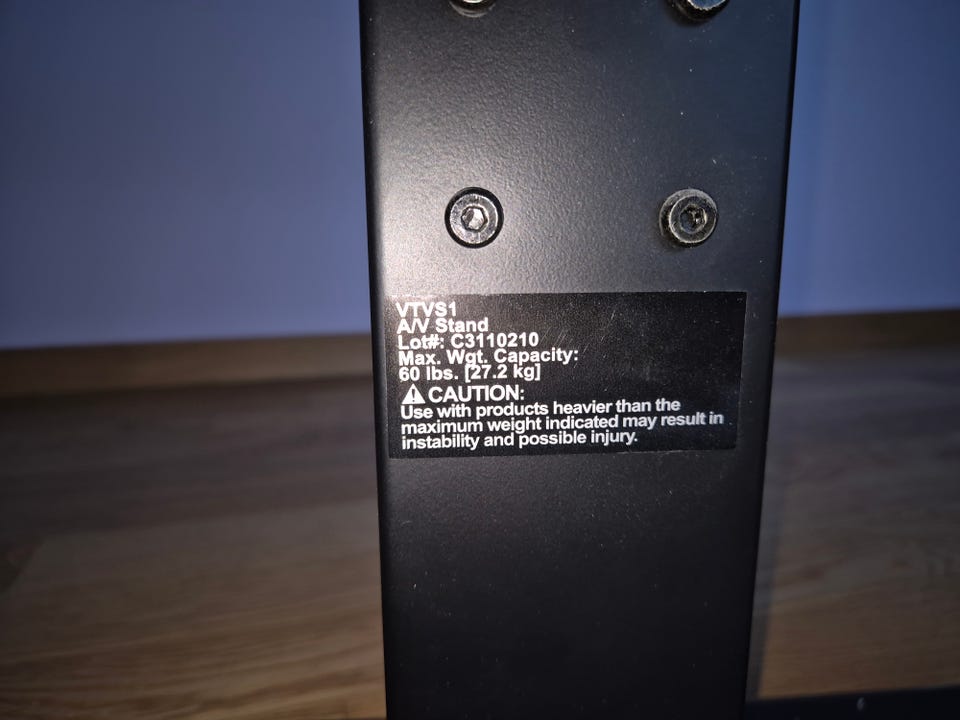 VTVS1
A/V Stand
Lot#: C3110210
Max. Wgt. Capacity:
60 lbs. [27.2 kg]
⚠ CAUTION:
Use with products heavier than the
maximum weight indicated may result in
instability and possible injury.